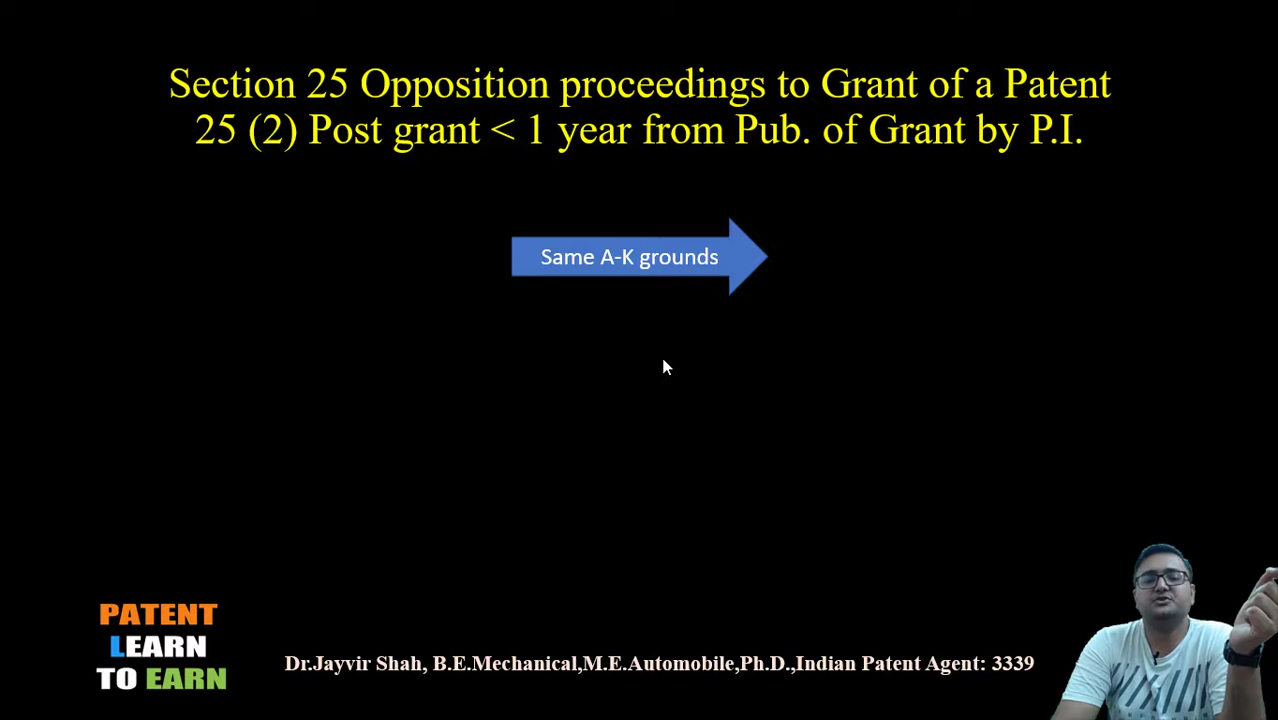 Section 25 Opposition proceedings to Grant of a Patent
25 (2) Post grant < 1 year from Pub. of Grant by P.I.
Same A-K grounds
PATENT
LEARN
TO EARN
Dr.Jayvir Shah, B.E.Mechanical,M.E.Automobile,Ph.D.,Indian Patent Agent: 3339